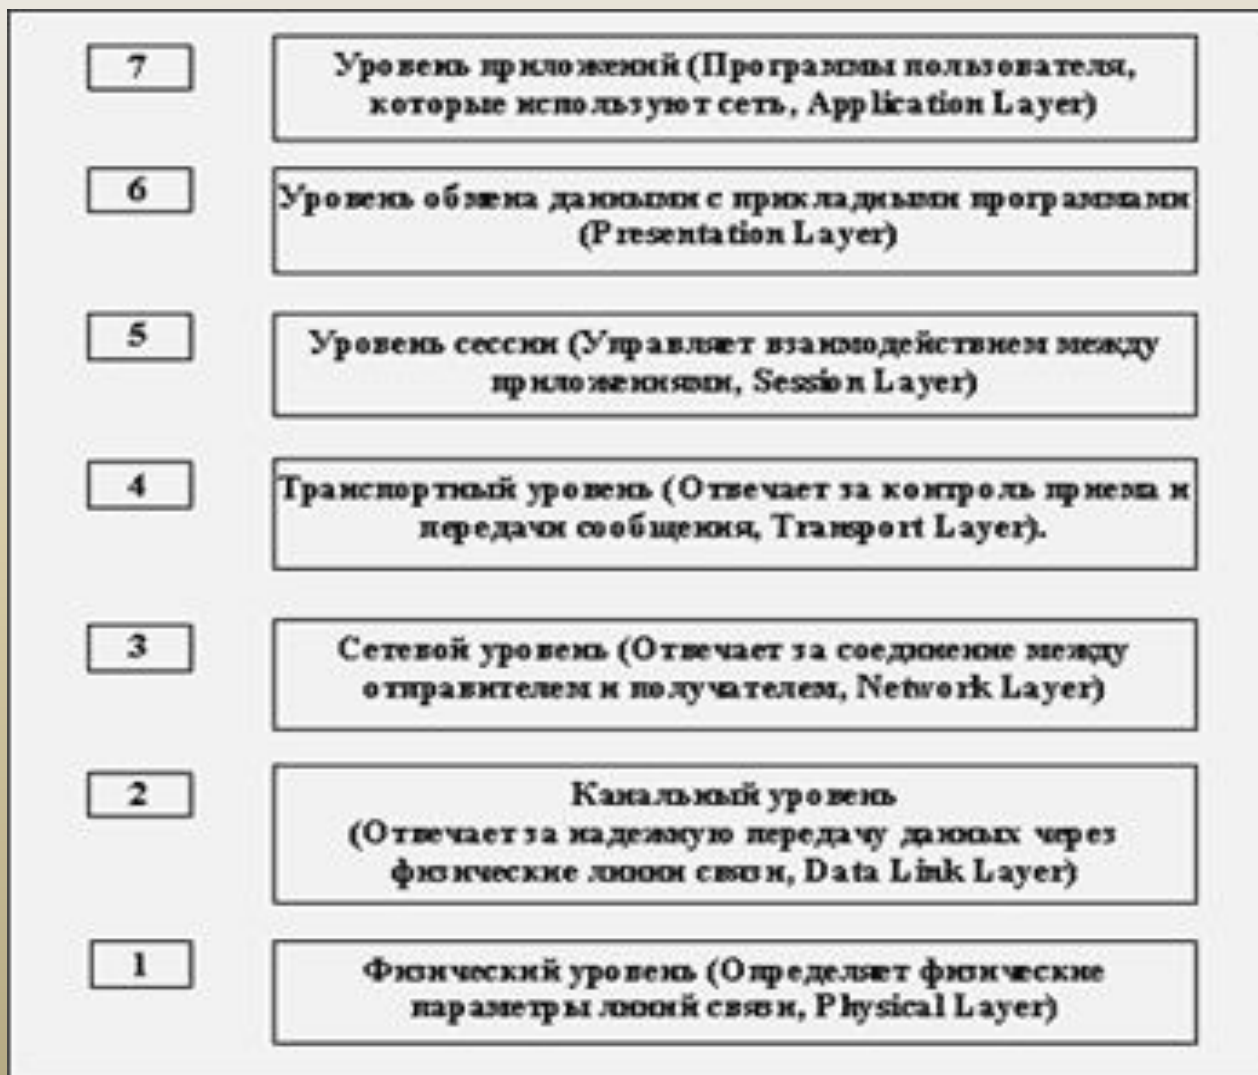 7
Уровень приложений (Программы пользователя,
которые используют сеть, Application Layer)
6
Уровень обмена данными с прикладными программами
(Presentation Layer)
5
Уровень сессии (Управляет взаимодействием между
приложениями, Session Layer)
4
Транспортный уровень (Отвечает за контроль приема и
передачи сообщения, Transport Layer).
3
Сетевой уровень (Отвечает за соединение между
отправителем и получателем, Network Layer)
2
Канальный уровень
(Отвечает за надежную передачу данных через
физические линии связи, Data Link Layer)
1
Физический уровень (Определяет физические
параметры линий связи, Physical Layer)